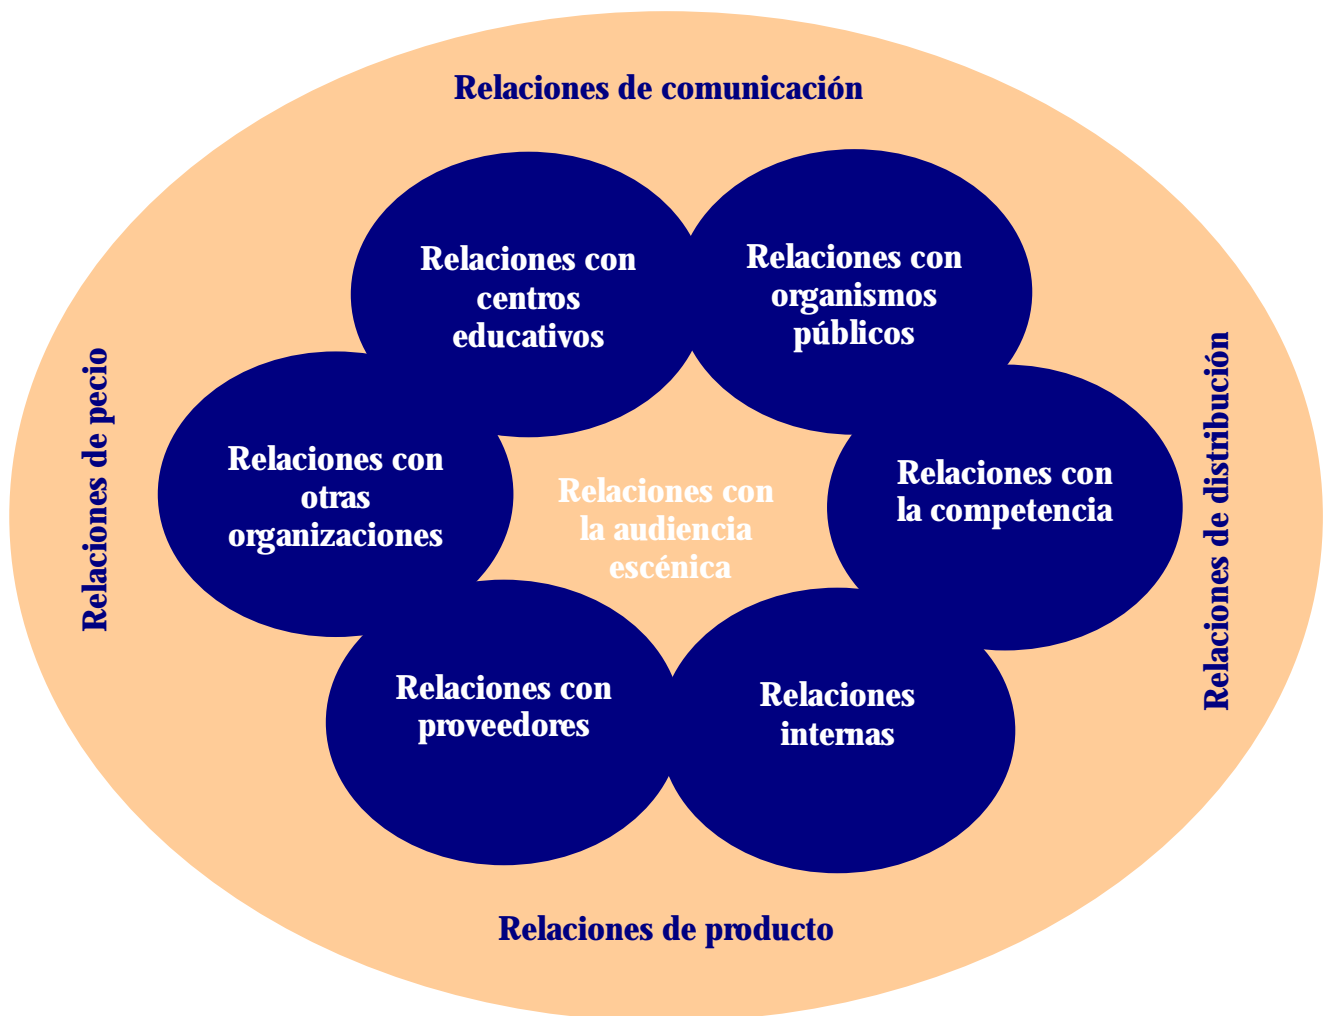 Relaciones de comunicación
Relaciones con
centros
educativos
Relaciones con
organismos
públicos
Relaciones de pecio
Relaciones con
otras
organizaciones
Relaciones con
la audiencia
escénica
Relaciones con
la competencia
Relaciones de distribución
Relaciones con
proveedores
Relaciones
internas
Relaciones de producto